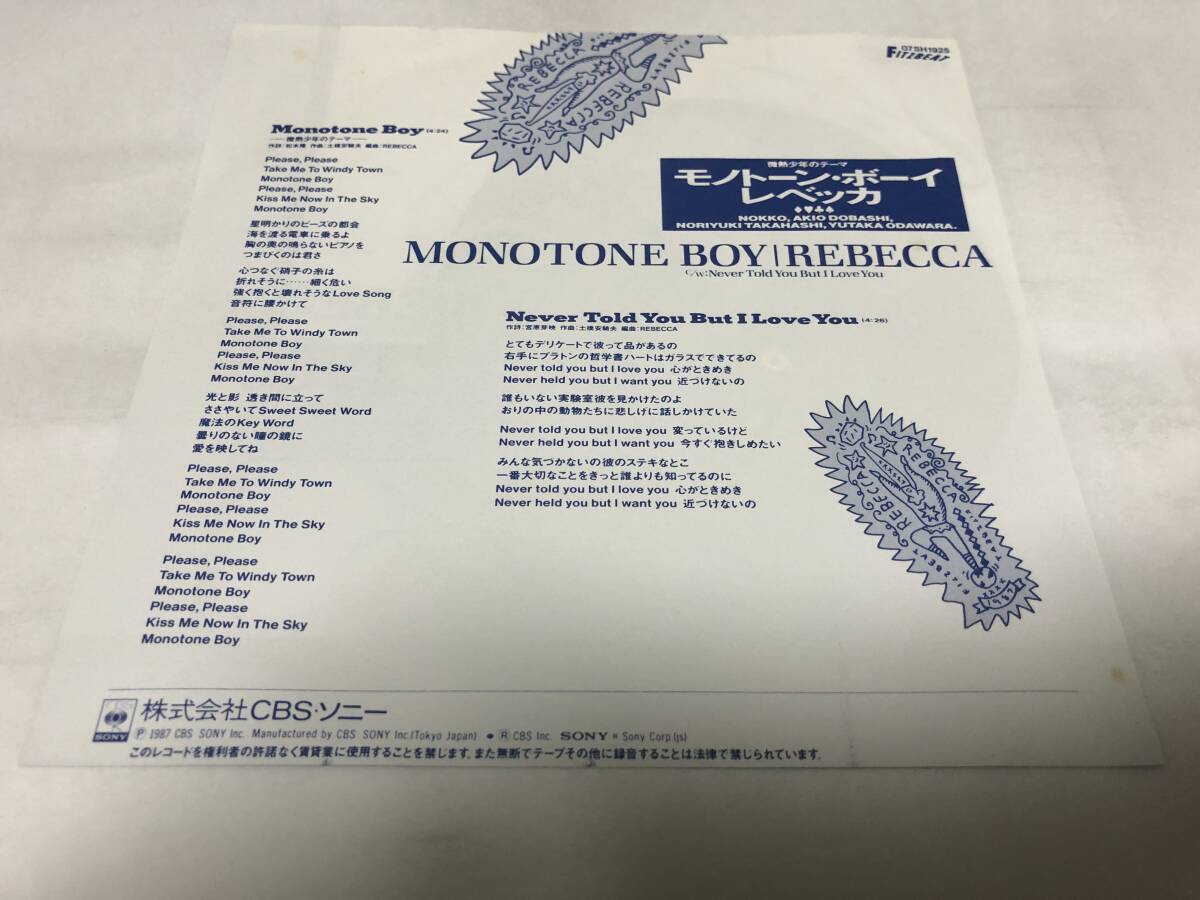 07SH1925
FITZBEAT
REBECCA
REBECCA
FITZBEAT
Monotone Boy (4:24)
──微熱少年のテーマ──
作詩:松本隆 作曲:土橋安騎夫 編曲:REBECCA
Please, Please
Take Me To Windy Town
Monotone Boy
Please, Please
Kiss Me Now In The Sky
Monotone Boy
星明かりのビーズの都会
海を渡る電車に乗るよ
胸の奥の鳴らないピアノを
つまびくのは君さ
心つなぐ硝子の糸は
折れそうに……細く危い
強く抱くと壊れそうなLove Song
音符に腰かけて
Please, Please
Take Me To Windy Town
Monotone Boy
Please, Please
Kiss Me Now In The Sky
Monotone Boy
光と影 透き間に立って
ささやいてSweet Sweet Word
魔法のKey Word
曇りのない瞳の鏡に
愛を映してね
Please, Please
Take Me To Windy Town
Monotone Boy
Please, Please
Kiss Me Now In The Sky
Monotone Boy
Please, Please
Take Me To Windy Town
Monotone Boy
Please, Please
Kiss Me Now In The Sky
Monotone Boy
微熱少年のテーマ
モノトーン・ボーイ
レベッカ
♦♥♣♠
NOKKO, AKIO DOBASHI,
NORIYUKI TAKAHASHI, YUTAKA ODAWARA.
MONOTONE BOY | REBECCA
c/w:Never Told You But I Love You
Never Told You But I Love You (4:26)
作詩:宮原芽映 作曲:土橋安騎夫 編曲:REBECCA
とてもデリケートで彼って品があるの
右手にプラトンの哲学書ハートはガラスでできてるの
Never told you but I love you 心がときめき
Never held you but I want you 近づけないの
誰もいない実験室彼を見かけたのよ
おりの中の動物たちに悲しげに話しかけていた
Never told you but I love you 変っているけど
Never held you but I want you 今すぐ抱きしめたい
みんな気づかないの彼のステキなとこ
一番大切なことをきっと誰よりも知ってるのに
Never told you but I love you 心がときめき
Never held you but I want you 近づけないの
REBECCA
REBECCA
FITZBEAT
FITZBEAT
XXXX
1987
SONY
株式会社CBS・ソニー
Ⓟ 1987 CBS SONY Inc. Manufactured by CBS SONY Inc.(Tokyo Japan) ● Ⓡ CBS Inc. SONY ® Sony Corp.(js)
このレコードを権利者の許諾なく賃貸業に使用することを禁じます。また無断でテープその他に録音することは法律で禁じられています。